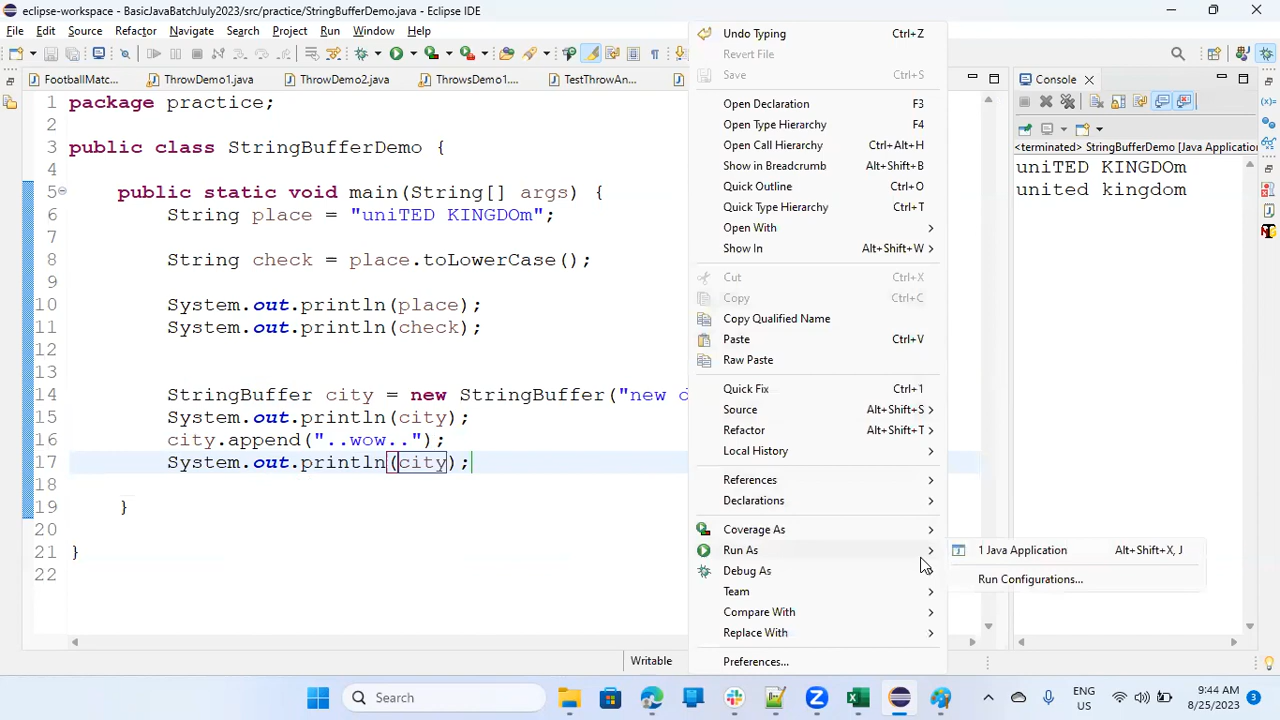 eclipse-workspace - BasicJavaBatchJuly2023/src/practice/StringBufferDemo.java - Eclipse IDE
File Edit Source Refactor Navigate Search Project Run Window Help
FootballMatc... ThrowDemo1.java ThrowDemo2.java ThrowsDemo1.... TestThrowAn...
Console
<terminated> StringBufferDemo [Java Application
uniTED KINGDOm
united kingdom
1 package practice;
2
3 public class StringBufferDemo {
4
5 public static void main(String[] args) {
6 String place = "uniTED KINGDOm";
7
8 String check = place.toLowerCase();
9
10 System.out.println(place);
11 System.out.println(check);
12
13
14 StringBuffer city = new StringBuffer("new d
15 System.out.println(city);
16 city.append("..wow..");
17 System.out.println(city);
18
19 }
20
21 }
22
Undo Typing Ctrl+Z
Revert File
Save Ctrl+S
Open Declaration F3
Open Type Hierarchy F4
Open Call Hierarchy Ctrl+Alt+H
Show in Breadcrumb Alt+Shift+B
Quick Outline Ctrl+O
Quick Type Hierarchy Ctrl+T
Open With
Show In Alt+Shift+W
Cut Ctrl+X
Copy Ctrl+C
Copy Qualified Name
Paste Ctrl+V
Raw Paste
Quick Fix Ctrl+1
Source Alt+Shift+S
Refactor Alt+Shift+T
Local History
References
Declarations
Coverage As
Run As
Debug As
Team
Compare With
Replace With
Preferences...
1 Java Application Alt+Shift+X, J
Run Configurations...
Writable
Search
ENG
US
9:44 AM
8/25/2023
3